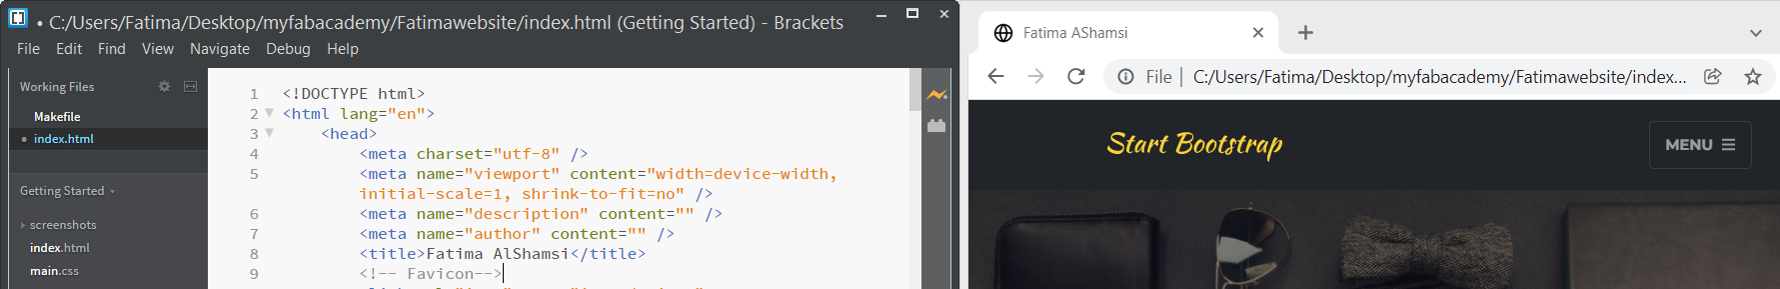 • C:/Users/Fatima/Desktop/myfabacademy/Fatimawebsite/index.html (Getting Started) - Brackets
File Edit Find View Navigate Debug Help
Working Files
Makefile
• index.html
Getting Started
screenshots
index.html
main.css
1 <!DOCTYPE html>
2 <html lang="en">
3 <head>
4 <meta charset="utf-8" />
5 <meta name="viewport" content="width=device-width,
initial-scale=1, shrink-to-fit=no" />
6 <meta name="description" content="" />
7 <meta name="author" content="" />
8 <title>Fatima AlShamsi</title>
9 <!-- Favicon-->
Fatima AShamsi
File | C:/Users/Fatima/Desktop/myfabacademy/Fatimawebsite/index...
Start Bootstrap
MENU